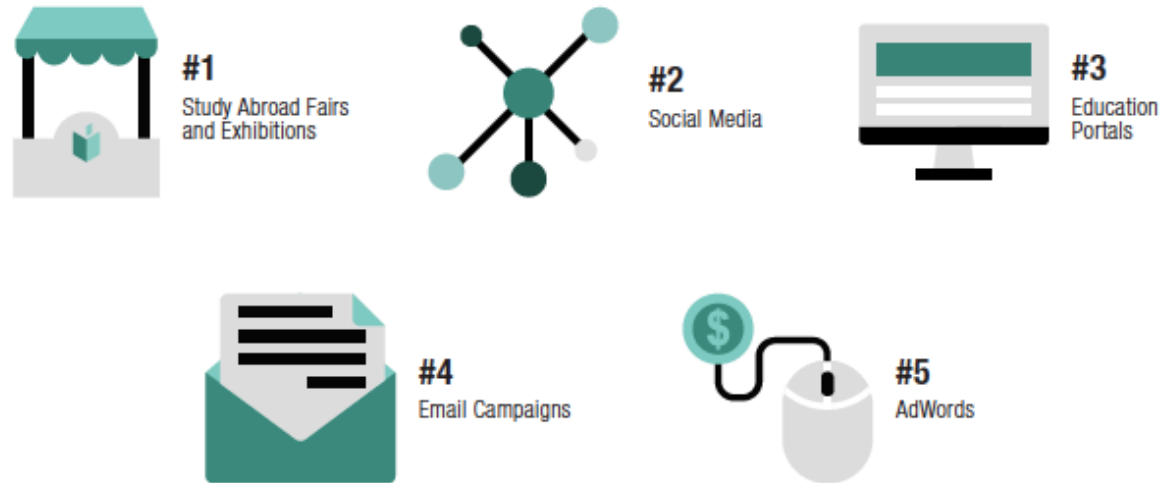 #1
Study Abroad Fairs
and Exhibitions
#2
Social Media
#3
Education
Portals
#4
Email Campaigns
$
#5
AdWords